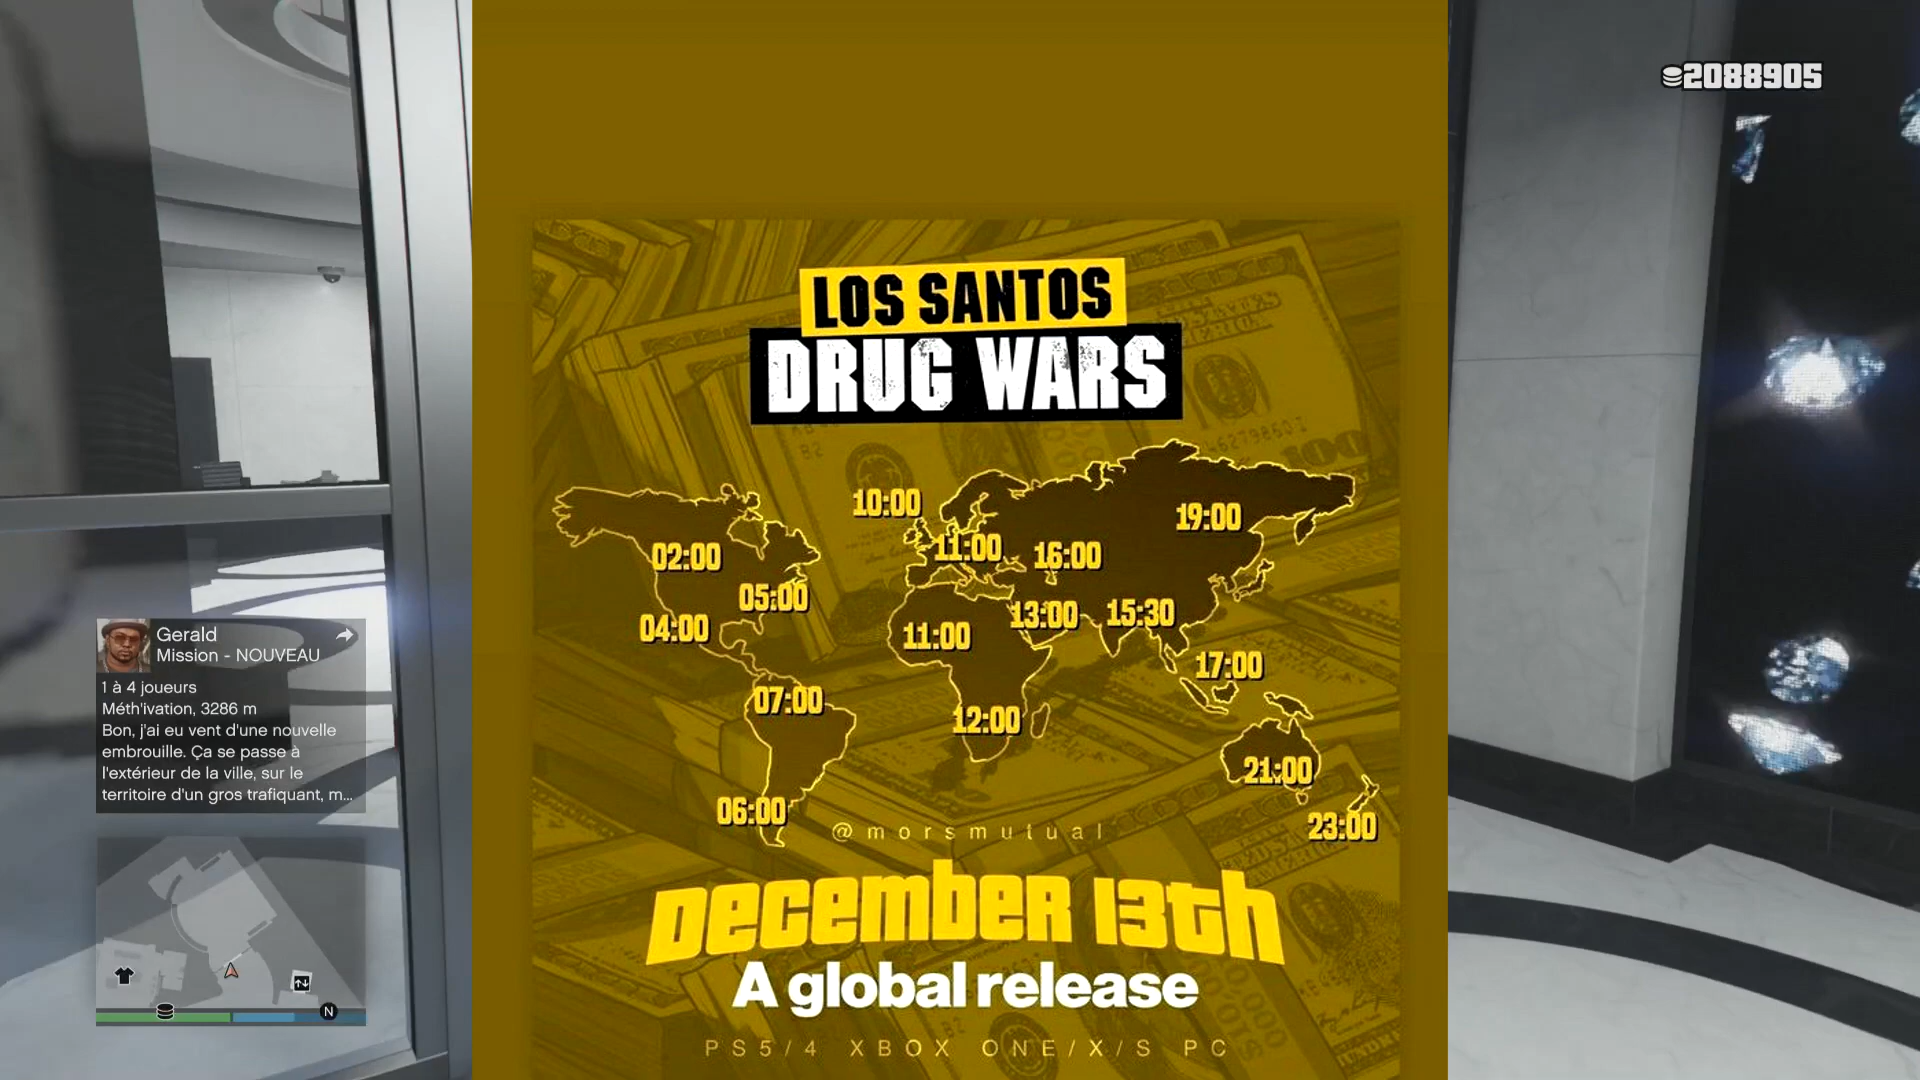 2088905
LOS SANTOS
DRUG WARS
10:00
19:00
02:00
11:00
16:00
05:00
04:00
11:00
13:00
15:30
17:00
07:00
12:00
21:00
06:00
23:00
@morsmutual
DECEMBER 13th
A global release
PS5/4 XBOX ONE/X/S PC
Gerald
Mission - NOUVEAU
1 à 4 joueurs
Méth'ivation, 3286 m
Bon, j'ai eu vent d'une nouvelle
embrouille. Ça se passe à
l'extérieur de la ville, sur le
territoire d'un gros trafiquant, m...
N